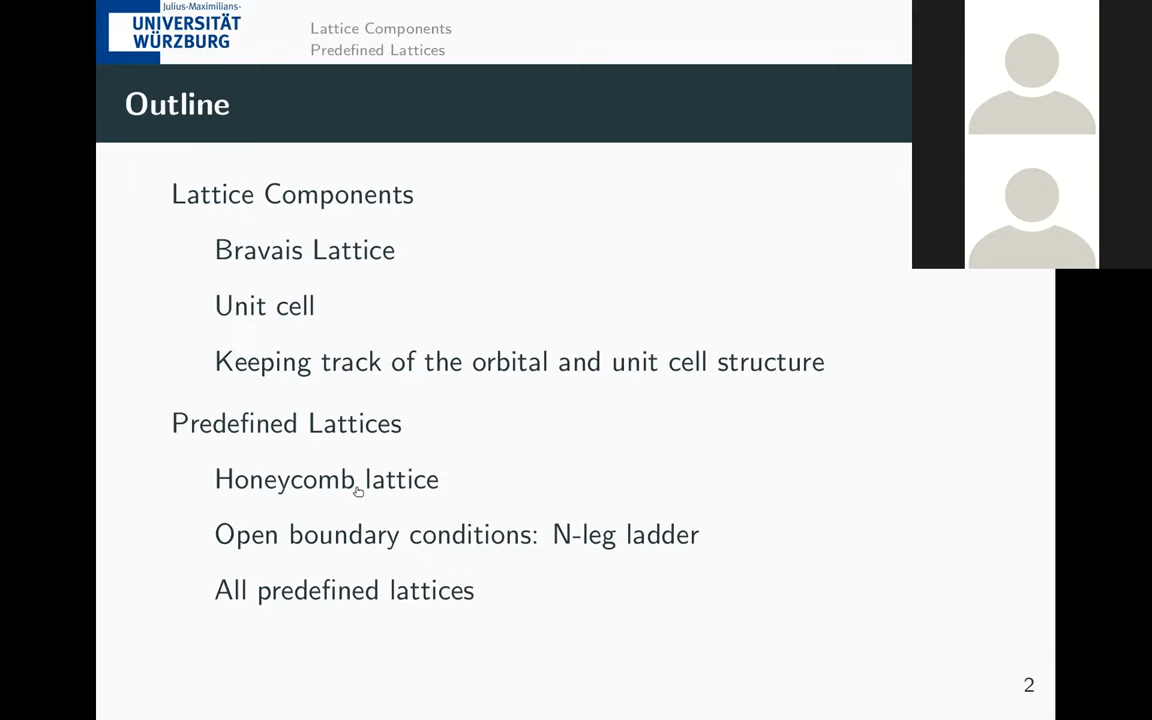 Julius-Maximilians-
UNIVERSITÄT
WÜRZBURG
Lattice Components
Predefined Lattices
Outline
Lattice Components
Bravais Lattice
Unit cell
Keeping track of the orbital and unit cell structure
Predefined Lattices
Honeycomb lattice
Open boundary conditions: N-leg ladder
All predefined lattices
2